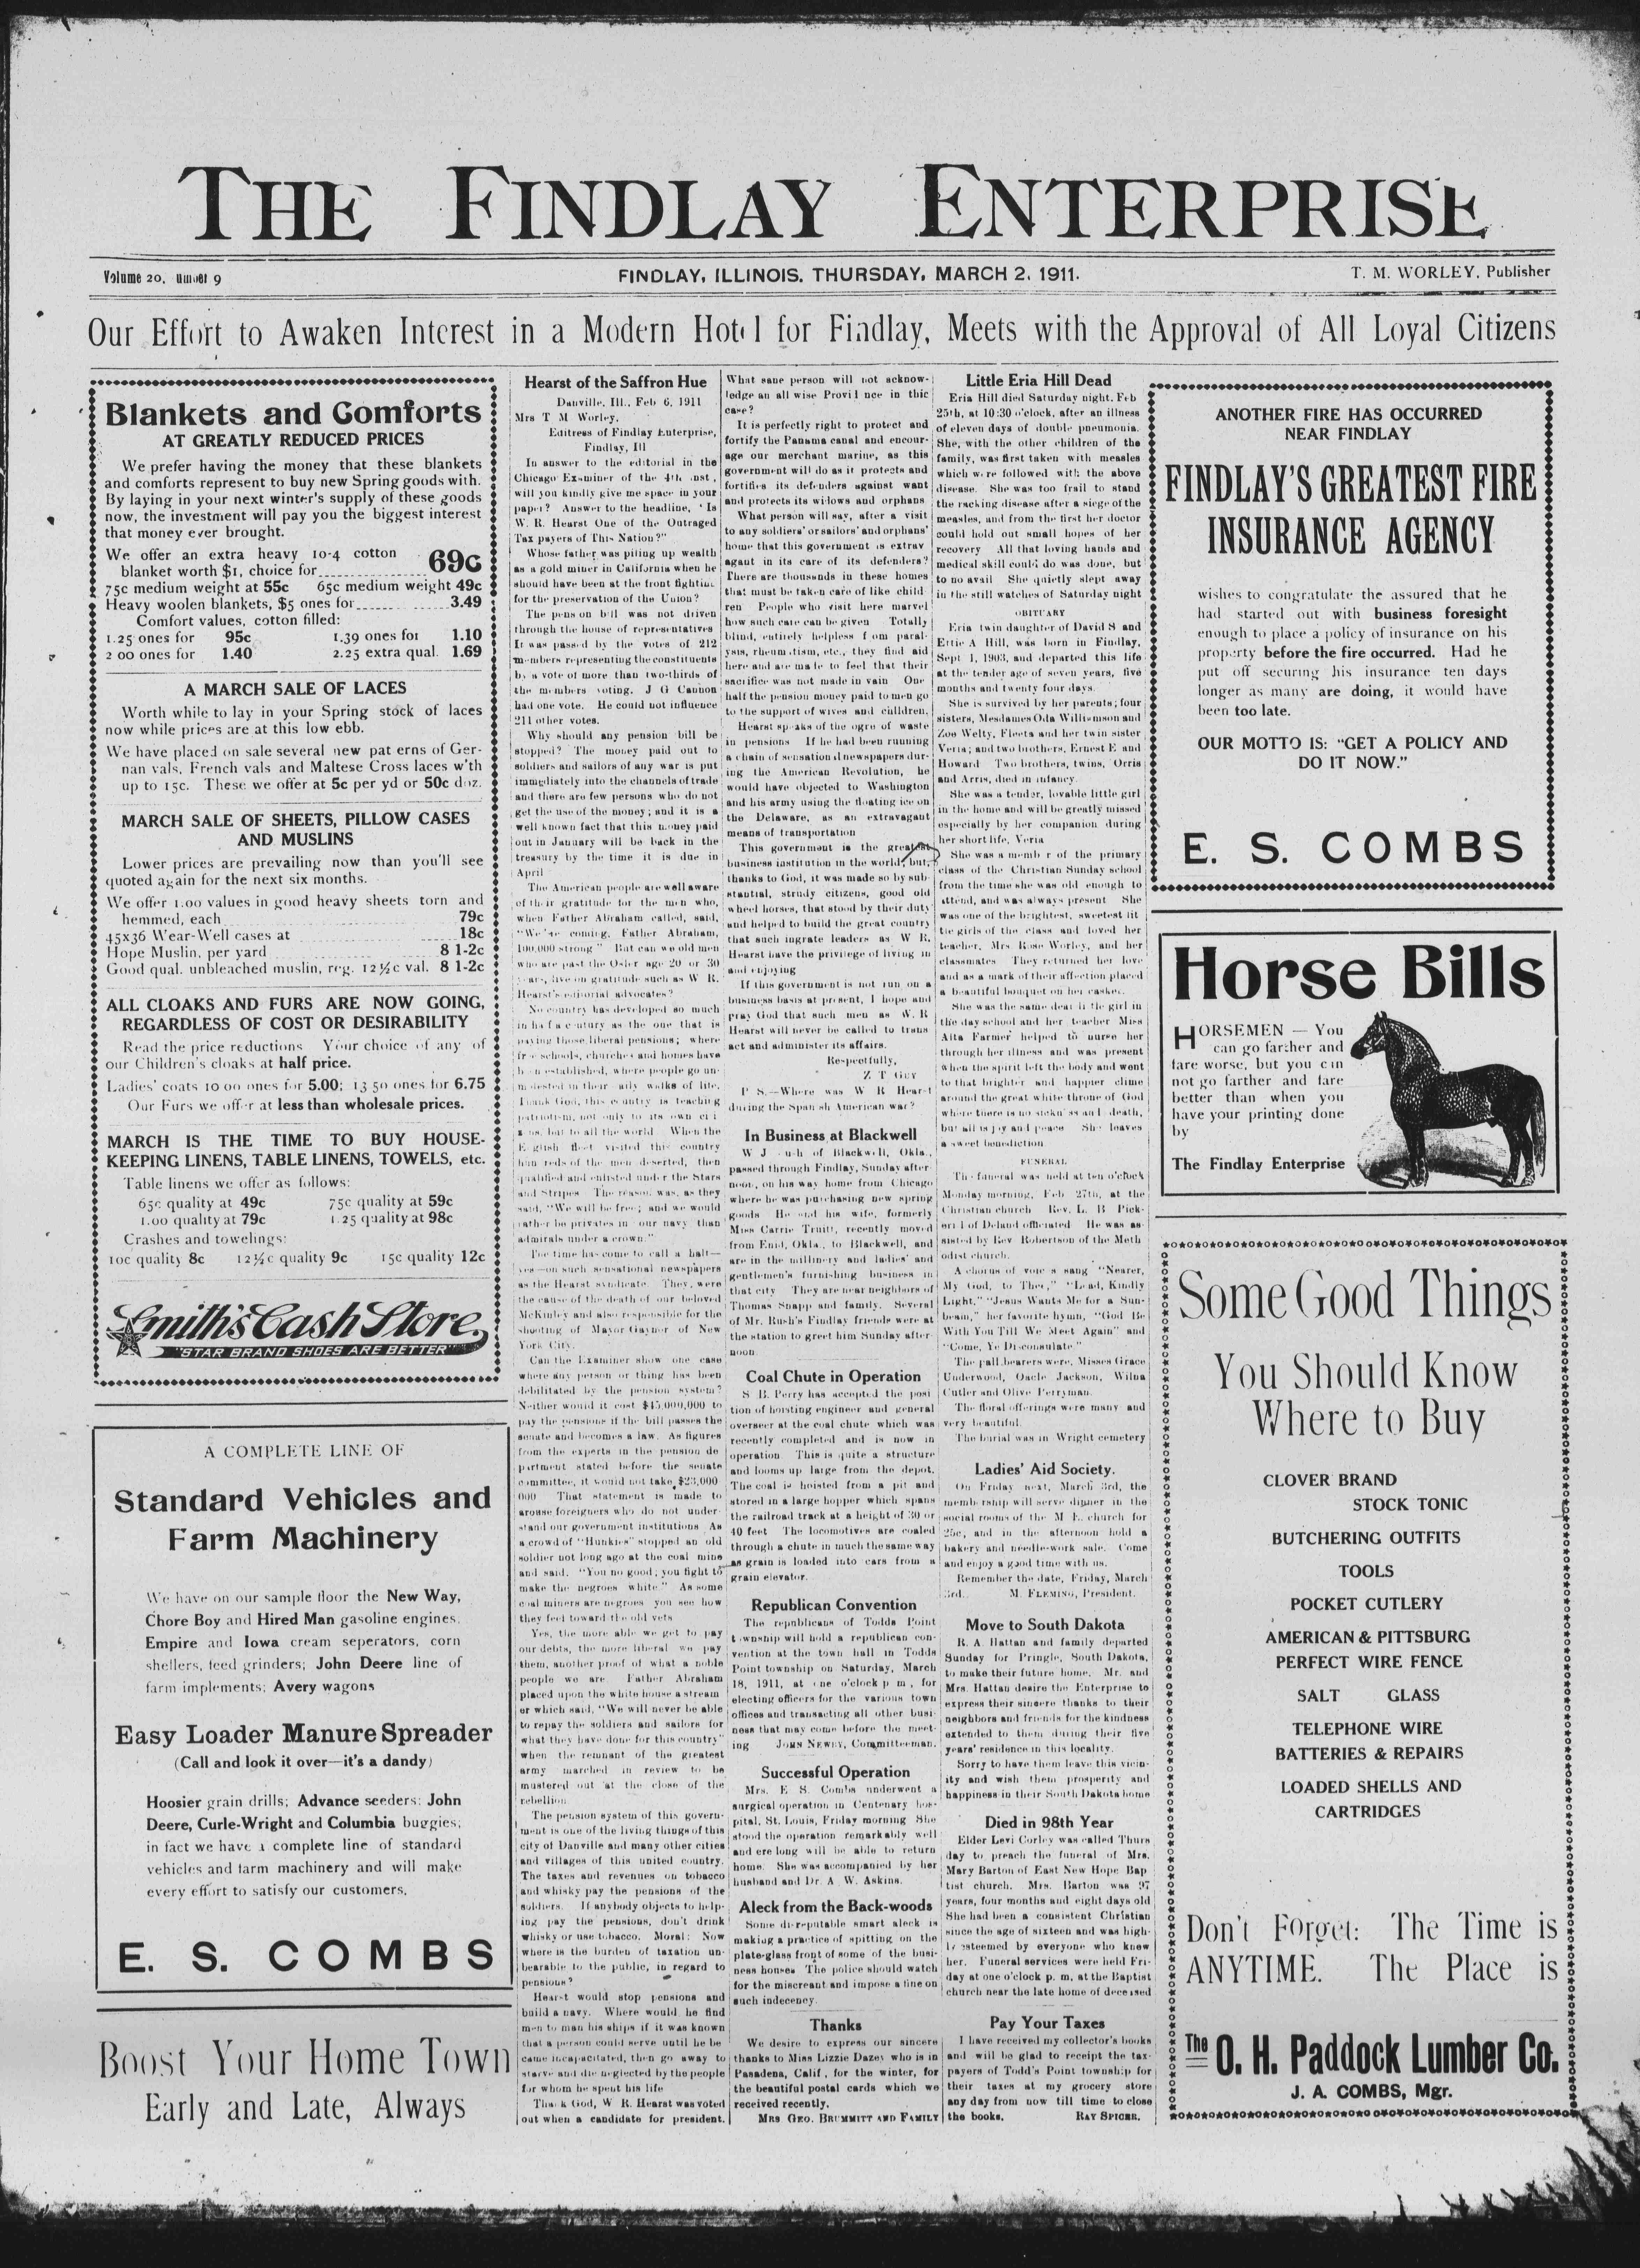 THE FINDLAY ENTERPRISE
Volume 20, 9
FINDLAY, ILLINOIS. THURSDAY, MARCH 2, 1911.
T. M. WORLEY, Publisher
Our Effort to Awaken Interest in a Modern Hot l for Findlay, Meets with the Approval of All Loyal Citizens
Blankets and Comforts
AT GREATLY REDUCED PRICES
We prefer having the money that these blankets
and comforts represent to buy new Spring goods with.
By laying in your next winter's supply of these goods
now, the investment will pay you the biggest interest
that money ever brought.
We offer an extra heavy 10-4 cotton
blanket worth $1, choice for 69c
75c medium weight at 55c 65c medium weight 49c
Heavy woolen blankets, $5 ones for 3.49
Comfort values, cotton filled:
1.25 ones for 95c 1.39 ones for 1.10
2 00 ones for 1.40 2.25 extra qual. 1.69
A MARCH SALE OF LACES
Worth while to lay in your Spring stock of laces
now while prices are at this low ebb.
We have placed on sale several new pat erns of Ger-
nan vals, French vals and Maltese Cross laces w'th
up to 15c. These we offer at 5c per yd or 50c doz.
MARCH SALE OF SHEETS, PILLOW CASES
AND MUSLINS
Lower prices are prevailing now than you'll see
quoted again for the next six months.
We offer 1.00 values in good heavy sheets torn and
hemmed, each 79c
45x36 Wear-Well cases at 18c
Hope Muslin, per yard 8 1-2c
Good qual. unbleached muslin, reg. 12½c val. 8 1-2c
ALL CLOAKS AND FURS ARE NOW GOING,
REGARDLESS OF COST OR DESIRABILITY
Read the price reductions Your choice of any of
our Children's cloaks at half price.
Ladies' coats 10 00 ones for 5.00; 13 50 ones for 6.75
Our Furs we offer at less than wholesale prices.
MARCH IS THE TIME TO BUY HOUSE-
KEEPING LINENS, TABLE LINENS, TOWELS, etc.
Table linens we offer as follows:
65c quality at 49c 75c quality at 59c
1.00 quality at 79c 1.25 quality at 98c
Crashes and towelings:
10c quality 8c 12½c quality 9c 15c quality 12c
Smith's Cash Store.
"STAR BRAND SHOES ARE BETTER"
A COMPLETE LINE OF
Standard Vehicles and
Farm Machinery
We have on our sample floor the New Way,
Chore Boy and Hired Man gasoline engines,
Empire and Iowa cream seperators, corn
shellers, feed grinders; John Deere line of
farm implements; Avery wagons
Easy Loader Manure Spreader
(Call and look it over—it's a dandy)
Hoosier grain drills; Advance seeders; John
Deere, Curle-Wright and Columbia buggies;
in fact we have a complete line of standard
vehicles and farm machinery and will make
every effort to satisfy our customers,
E. S. COMBS
Boost Your Home Town
Early and Late, Always
Hearst of the Saffron Hue
Danville, Ill., Feb 6, 1911
Mrs T M Worley,
Editress of Findlay Enterprise,
Findlay, Ill
In answer to the editorial in the
Chicago Examiner of the 4th inst,
will you kindly give me space in your
paper? Answer to the headline, "Is
W. R. Hearst One of the Outraged
Tax payers of This Nation?"
Whose father was piling up wealth
as a gold miner in California when he
should have been at the front fighting
for the preservation of the Union?
The pension bill was not driven
through the house of representatives
It was passed by the votes of 212
members representing the constituents
by a vote of more than two-thirds of
the members voting. J G Cannon
had one vote. He could not influence
211 other votes.
Why should any pension bill be
stopped? The money paid out to
soldiers and sailors of any war is put
immediately into the channels of trade
and there are few persons who do not
get the use of the money; and it is a
well known fact that this money paid
out in January will be back in the
treasury by the time it is due in
April
The American people are well aware
of their gratitude for the men who,
when Father Abraham called, said,
"We're coming, Father Abraham,
100,000 strong" But can we old men
who are past the Osler age 20 or 30
years, live on gratitude such as W R.
Hearst's editorial advocates?
No country has developed so much
in half a century as the one that is
paying those liberal pensions; where
free schools, churches and homes have
been established, where people go un-
molested in their daily walks of life.
Thank God, this country is teaching
patriotism, not only to its own citi
zens, but to all the world When the
English fleet visited this country
hundreds of the men deserted, then
qualified and enlisted under the Stars
and Stripes The reason was, as they
said, "We will be free; and we would
rather be privates in our navy than
admirals under a crown."
The time has come to call a halt—
yes—on such sensational newspapers
as the Hearst syndicate. They were
the cause of the death of our beloved
McKinley and also responsible for the
shooting of Mayor Gaynor of New
York City.
Can the Examiner show one case
where any person or thing has been
debilitated by the pension system?
Neither would it cost $45,000,000 to
pay the pensions if the bill passes the
senate and becomes a law. As figures
from the experts in the pension de
partment stated before the senate
committee, it would not take $23,000
000 That statement is made to
arouse foreigners who do not under-
stand our government institutions As
a crowd of "Hunkies" stopped an old
soldier not long ago at the coal mine
and said. "You no good; you fight to
make the negroes white." As some
coal miners are negroes you see how
they feel toward the old vets
Yes, the more able we get to pay
our debts, the more liberal we pay
them, another proof of what a noble
people we are Father Abraham
placed upon the white house a stream
er which said, "We will never be able
to repay the soldiers and sailors for
what they have done for this country"
when the remnant of the greatest
army marched in review to be
mustered out at the close of the
rebellion
The pension system of this govern-
ment is one of the living things of this
city of Danville and many other cities
and villages of this united country.
The taxes and revenues on tobacco
and whisky pay the pensions of the
soldiers. If anybody objects to help-
ing pay the pensions, don't drink
whisky or use tobacco. Moral: Now
where is the burden of taxation un-
bearable to the public, in regard to
pensions?
Hearst would stop pensions and
build a navy. Where would he find
men to man his ships if it was known
that a person could serve until he be
came incapacitated, then go away to
starve and die neglected by the people
for whom he spent his life
Thank God, W R. Hearst was voted
out when a candidate for president.
What sane person will not acknow-
ledge an all wise Provi nce in thic
case?
It is perfectly right to protect and
fortify the Panama canal and encour-
age our merchant marine, as this
government will do as it protects and
fortifies its defenders against want
and protects its widows and orphans
What person will say, after a visit
to any soldiers' or sailors' and orphans'
home that this government is extrav
agant in its care of its defenders?
There are thousands in these homes
that must be taken care of like child
ren People who visit here marvel
how such care can be given Totally
blind, entirely helpless from paral-
ysis, rheumatism, etc., they find aid
here and are made to feel that their
sacrifice was not made in vain One
half the pension money paid to men go
to the support of wives and children.
Hearst speaks of the ogre of waste
in pensions If he had been running
a chain of sensational newspapers dur-
ing the American Revolution, he
would have objected to Washington
and his army using the floating ice on
the Delaware, as an extravagant
means of transportation
This government is the greatest
business institution in the world; but,
thanks to God, it was made so by sub-
stantial, strudy citizens, good old
wheel horses, that stood by their duty
and helped to build the great country
that such ingrate leaders as W R.
Hearst have the privilege of living in
and enjoying
If this government is not run on a
business basis at present, I hope and
pray God that such men as W. R
Hearst will never be called to trans
act and administer its affairs.
Respectfully,
Z T Guy
P S.—Where was W R Hearst
during the Spanish American war?
In Business at Blackwell
W J of Blackwell, Okla.,
passed through Findlay, Sunday after
noon, on his way home from Chicago
where he was purchasing new spring
goods He and his wife, formerly
Miss Carrie Truitt, recently moved
from Enid, Okla., to Blackwell, and
are in the millinery and ladies' and
gentlemen's furnishing business in
that city They are near neighbors of
Thomas Snapp and family. Several
of Mr. Rush's Findlay friends were at
the station to greet him Sunday after
noon.
Coal Chute in Operation
S B. Perry has accepted the posi
tion of hoisting engineer and general
overseer at the coal chute which was
recently completed and is now in
operation This is quite a structure
and looms up large from the depot.
The coal is hoisted from a pit and
stored in a large hopper which spans
the railroad track at a height of 30 or
40 feet The locomotives are coaled
through a chute in much the same way
as grain is loaded into cars from a
grain elevator.
Republican Convention
The republicans of Todds Point
township will hold a republican con-
vention at the town hall in Todds
Point township on Saturday, March
18, 1911, at one o'clock p m, for
electing officers for the various town
offices and transacting all other busi-
ness that may come before the meet-
ing John Newry, Committeeman.
Successful Operation
Mrs. E S. Combs underwent a
surgical operation in Centenary hos-
pital, St. Louis, Friday morning She
stood the operation remarkably well
and ere long will be able to return
home. She was accompanied by her
husband and Dr. A. W. Askins.
Aleck from the Back-woods
Some disreputable smart aleck is
making a practice of spitting on the
plate-glass front of some of the busi-
ness houses The police should watch
for the miscreant and impose a fine on
such indecency.
Thanks
We desire to express our sincere
thanks to Miss Lizzie Dazey who is in
Pasadena, Calif, for the winter, for
the beautiful postal cards which we
received recently.
Mrs Geo. Brummitt and Family
Little Eria Hill Dead
Eria Hill died Saturday night, Feb
25th, at 10:30 o'clock, after an illness
of eleven days of double pneumonia.
She, with the other children of the
family, was first taken with measles
which were followed with the above
disease. She was too frail to stand
the racking disease after a siege of the
measles, and from the first her doctor
could hold out small hopes of her
recovery All that loving hands and
medical skill could do was done, but
to no avail She quietly slept away
in the still watches of Saturday night
OBITUARY
Eria twin daughter of David S and
Ettie A Hill, was born in Findlay,
Sept 1, 1903, and departed this life
at the tender age of seven years, five
months and twenty four days.
She is survived by her parents; four
sisters, Mesdames Oda Williamson and
Zoe Welty, Fleeta and her twin sister
Veria; and two brothers, Ernest E and
Howard Two brothers, twins, Orris
and Arris, died in infancy.
She was a tender, lovable little girl
in the home and will be greatly missed
especially by her companion during
her short life, Veria
She was a memb r of the primary
class of the Christian Sunday school
from the time she was old enough to
attend, and was always present She
was one of the brightest, sweetest lit
tle girls of the class and loved her
teacher, Mrs Rose Worley, and her
classmates They returned her love
and as a mark of their affection placed
a beautiful bouquet on her casket.
She was the same dear little girl in
the day school and her teacher Miss
Alta Farmer helped to nurse her
through her illness and was present
when the spirit left the body and went
to that brighter and happier clime
around the great white throne of God
where there is no sickness and death,
but all is joy and peace She leaves
a sweet benediction.
FUNERAL
The funeral was held at ten o'clock
Monday morning, Feb 27th, at the
Christian church Rev. L. B Pick-
erill of Deland officiated He was as-
sisted by Rev Robertson of the Meth
odist church.
A chorus of voices sang "Nearer,
My God, to Thee," "Lead, Kindly
Light," "Jesus Wants Me for a Sun-
beam," her favorite hymn, "God Be
With You Till We Meet Again" and
"Come, Ye Disconsulate"
The pall bearers were, Misses Grace
Underwood, Oscle Jackson, Wilna
Cutler and Olive Perryman.
The floral offerings were many and
very beautiful.
The burial was in Wright cemetery
Ladies' Aid Society.
On Friday next, March 3rd, the
membership will serve dinner in the
social rooms of the M E. church for
25c, and in the afternoon hold a
bakery and needle-work sale. Come
and enjoy a good time with us.
Remember the date, Friday, March
3rd. M. Fleming, President.
Move to South Dakota
R. A. Hattan and family departed
Sunday for Pringle, South Dakota,
to make their future home. Mr. and
Mrs. Hattan desire the Enterprise to
express their sincere thanks to their
neighbors and friends for the kindness
extended to them during their five
years' residence in this locality.
Sorry to have them leave this vicin-
ity and wish them prosperity and
happiness in their South Dakota home
Died in 98th Year
Elder Levi Corley was called Thurs
day to preach the funeral of Mrs.
Mary Barton of East New Hope Bap
tist church. Mrs. Barton was 97
years, four months and eight days old
She had been a consistent Christian
since the age of sixteen and was high-
ly esteemed by everyone who knew
her. Funeral services were held Fri-
day at one o'clock p. m. at the Baptist
church near the late home of deceased
Pay Your Taxes
I have received my collector's books
and will be glad to receipt the tax-
payers of Todd's Point township for
their taxes at my grocery store
any day from now till time to close
the books. Ray Spicer.
ANOTHER FIRE HAS OCCURRED
NEAR FINDLAY
FINDLAY'S GREATEST FIRE
INSURANCE AGENCY
wishes to congratulate the assured that he
had started out with business foresight
enough to place a policy of insurance on his
property before the fire occurred. Had he
put off securing his insurance ten days
longer as many are doing, it would have
been too late.
OUR MOTTO IS: "GET A POLICY AND
DO IT NOW."
E. S. COMBS
Horse Bills
HORSEMEN — You
can go farther and
fare worse, but you can
not go farther and fare
better than when you
have your printing done
by
The Findlay Enterprise
Some Good Things
You Should Know
Where to Buy
CLOVER BRAND
STOCK TONIC
BUTCHERING OUTFITS
TOOLS
POCKET CUTLERY
AMERICAN & PITTSBURG
PERFECT WIRE FENCE
SALT GLASS
TELEPHONE WIRE
BATTERIES & REPAIRS
LOADED SHELLS AND
CARTRIDGES
Don't Forget: The Time is
ANYTIME. The Place is
The O. H. Paddock Lumber Co.
J. A. COMBS, Mgr.